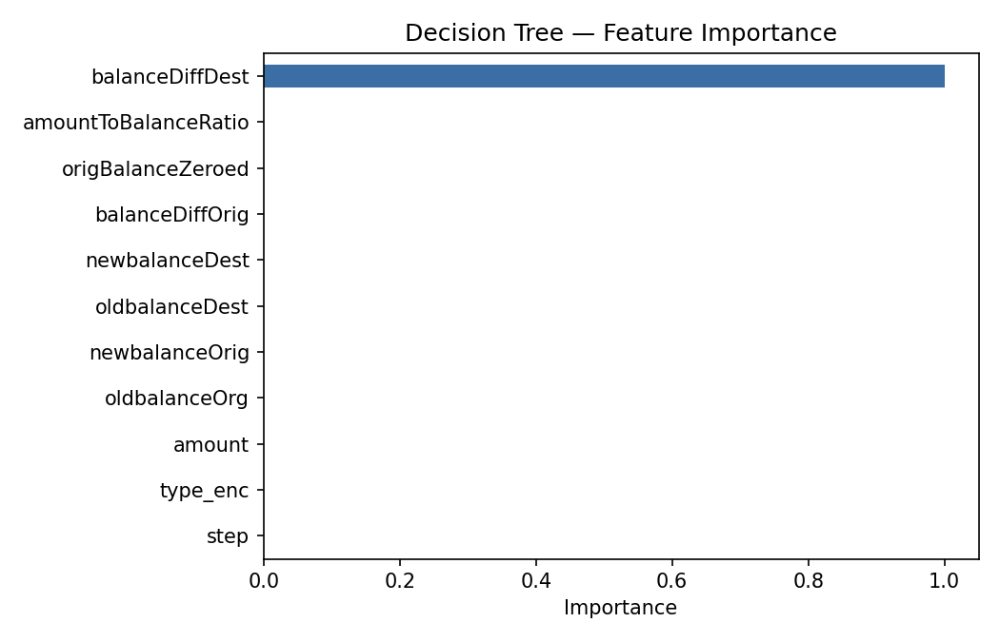 Decision Tree — Feature Importance
balanceDiffDest
amountToBalanceRatio
origBalanceZeroed
balanceDiffOrig
newbalanceDest
oldbalanceDest
newbalanceOrig
oldbalanceOrg
amount
type_enc
step
0.0 0.2 0.4 0.6 0.8 1.0
Importance